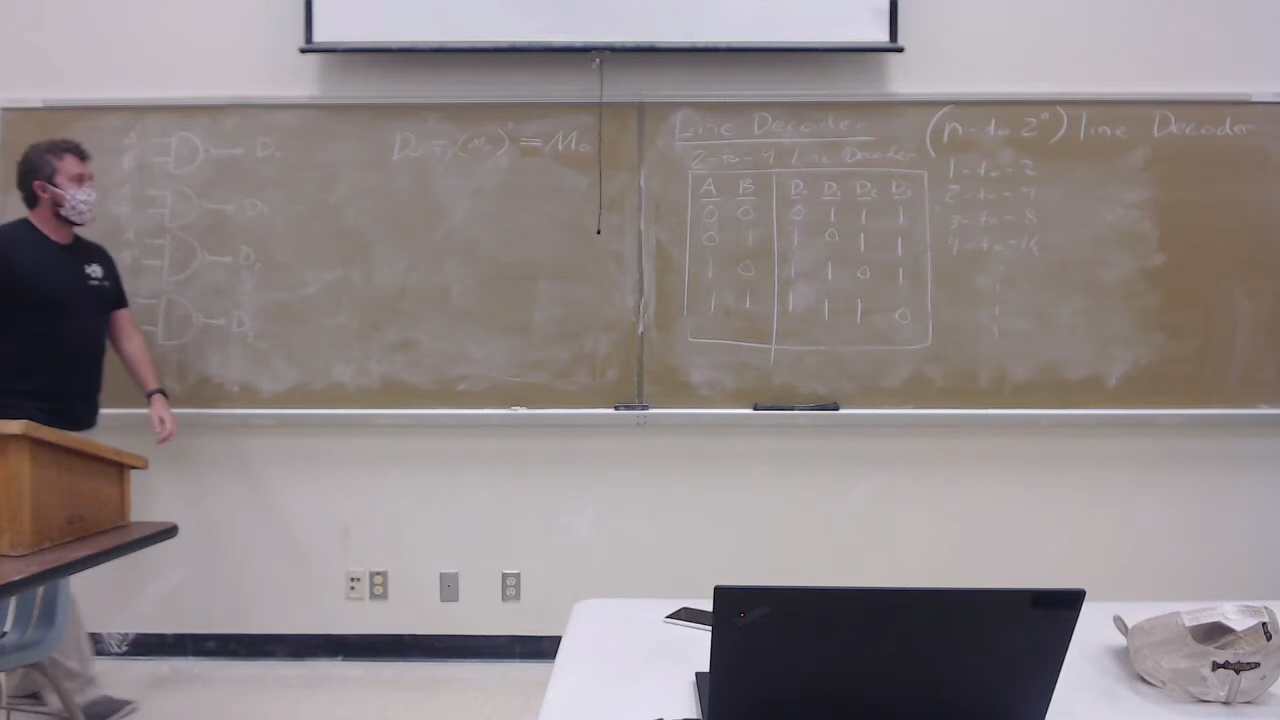 D₀ = (m₀)' = M₀
D₀
Line Decoder
2-to-4 Line Decoder
A B D₀ D₁ D₂ D₃
0 0 0 1 1 1
0 1 1 0 1 1
1 0 1 1 0 1
1 1 1 1 1 0
(n-to 2ⁿ) line Decoder
1-to-2
2-to-4
3-to-8
4-to-16